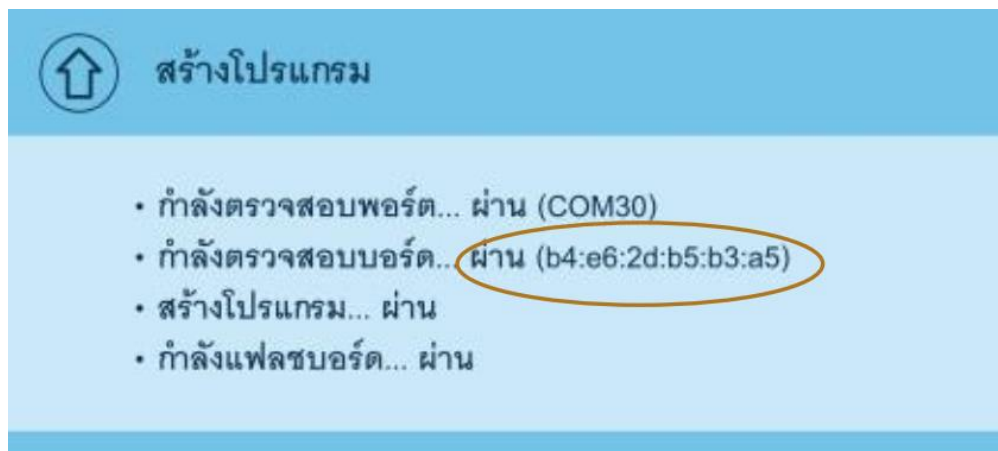 สร้างโปรแกรม
• กำลังตรวจสอบพอร์ต... ผ่าน (COM30)
• กำลังตรวจสอบบอร์ด... ผ่าน (b4:e6:2d:b5:b3:a5)
• สร้างโปรแกรม... ผ่าน
• กำลังแฟลชบอร์ด... ผ่าน